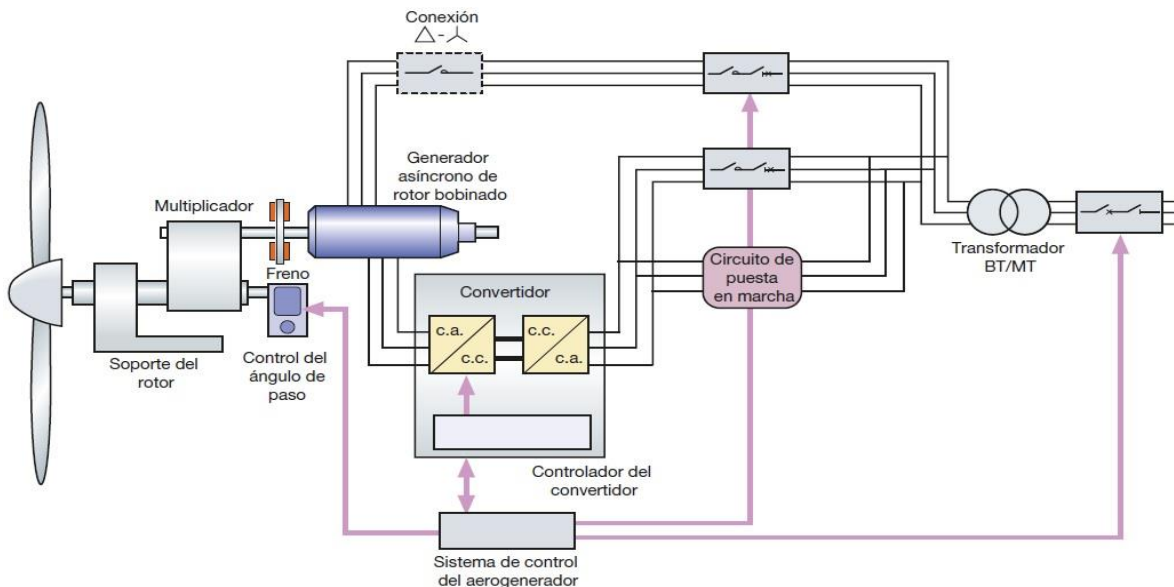 Conexión
Generador
asíncrono de
rotor bobinado
Multiplicador
Freno
Soporte del
rotor
Control del
ángulo de
paso
Convertidor
c.a.
c.c.
c.c.
c.a.
Circuito de
puesta
en marcha
Transformador
BT/MT
Controlador del
convertidor
Sistema de control
del aerogenerador